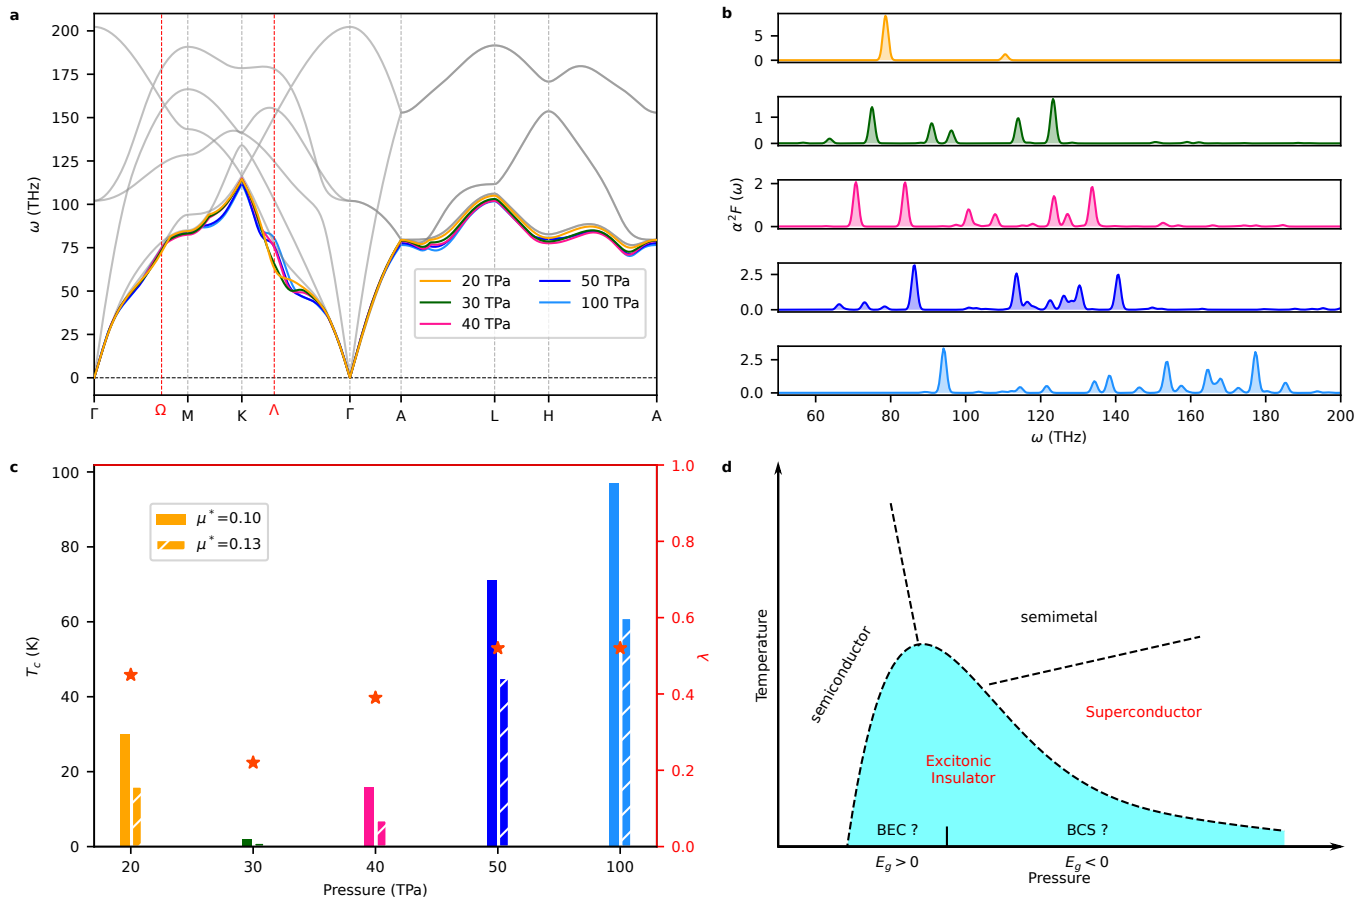 a
200
175
150
125
100
75
50
25
0
ω (THz)
20 TPa
30 TPa
40 TPa
50 TPa
100 TPa
Γ
Ω
M
K
Λ
Γ
A
L
H
A
b
5
0
1
0
2
0
2.5
0.0
2.5
0.0
α²F (ω)
60
80
100
120
140
160
180
200
ω (THz)
c
100
80
60
40
20
0
T_c (K)
μ*=0.10
μ*=0.13
1.0
0.8
0.6
0.4
0.2
0.0
λ
20
30
40
50
100
Pressure (TPa)
d
Temperature
semiconductor
semimetal
Superconductor
Excitonic
Insulator
BEC ?
BCS ?
E_g > 0
E_g < 0
Pressure